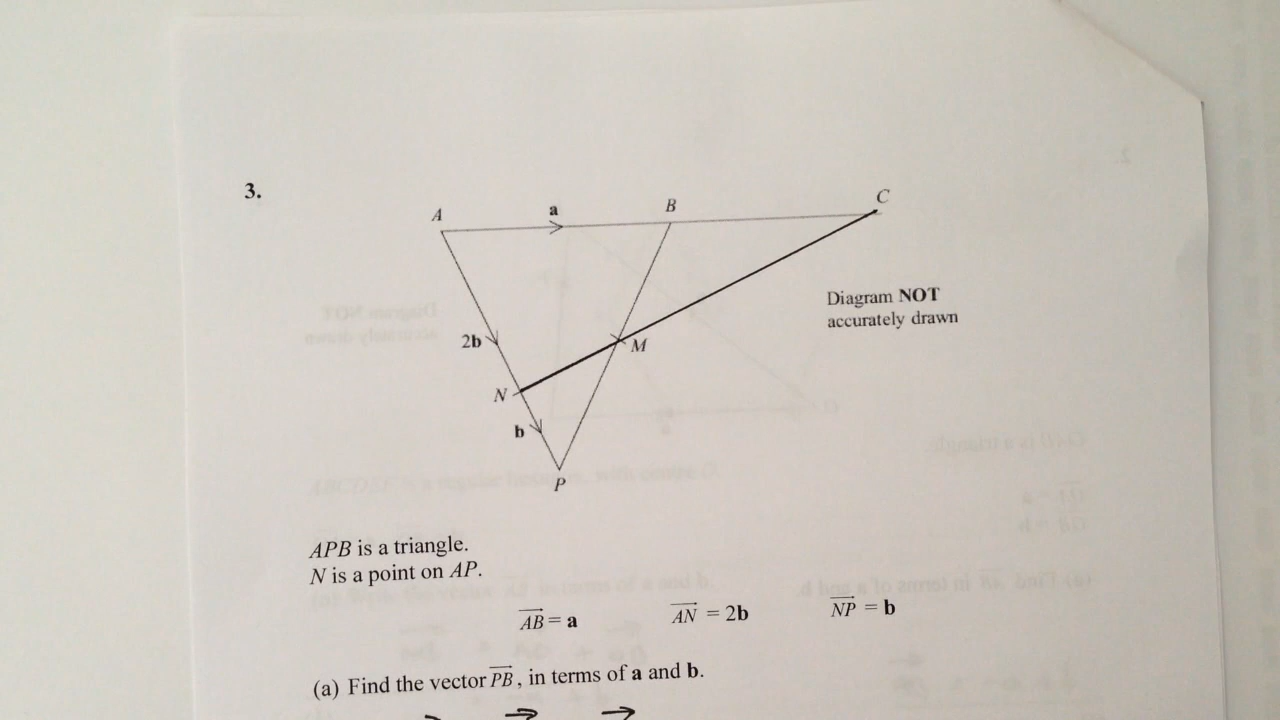 3.
A a B C
Diagram NOT
accurately drawn
2b M
N
b
P
APB is a triangle.
N is a point on AP.
AB = a AN = 2b NP = b
(a) Find the vector PB, in terms of a and b.